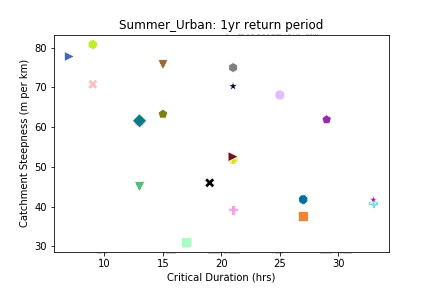 Summer_Urban: 1yr return period
80
70
60
50
40
30
Catchment Steepness (m per km)
10 15 20 25 30
Critical Duration (hrs)